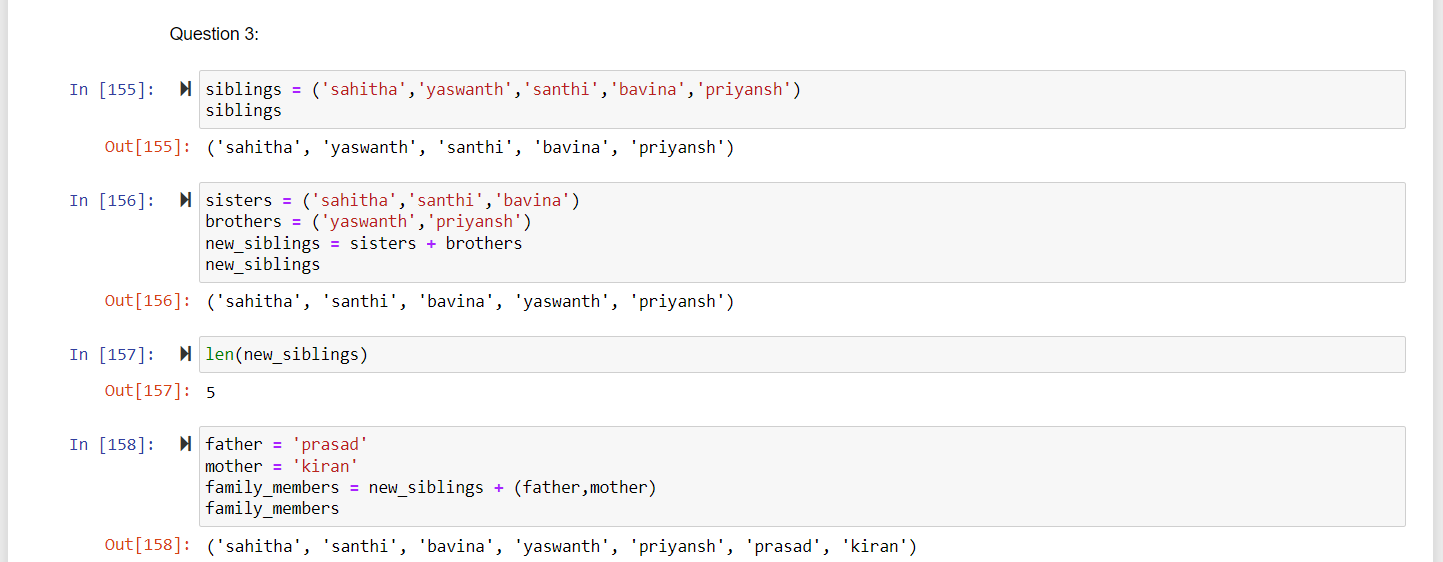 Question 3:
In [155]: siblings = ('sahitha','yaswanth','santhi','bavina','priyansh')
siblings
Out[155]: ('sahitha', 'yaswanth', 'santhi', 'bavina', 'priyansh')
In [156]: sisters = ('sahitha','santhi','bavina')
brothers = ('yaswanth','priyansh')
new_siblings = sisters + brothers
new_siblings
Out[156]: ('sahitha', 'santhi', 'bavina', 'yaswanth', 'priyansh')
In [157]: len(new_siblings)
Out[157]: 5
In [158]: father = 'prasad'
mother = 'kiran'
family_members = new_siblings + (father,mother)
family_members
Out[158]: ('sahitha', 'santhi', 'bavina', 'yaswanth', 'priyansh', 'prasad', 'kiran')